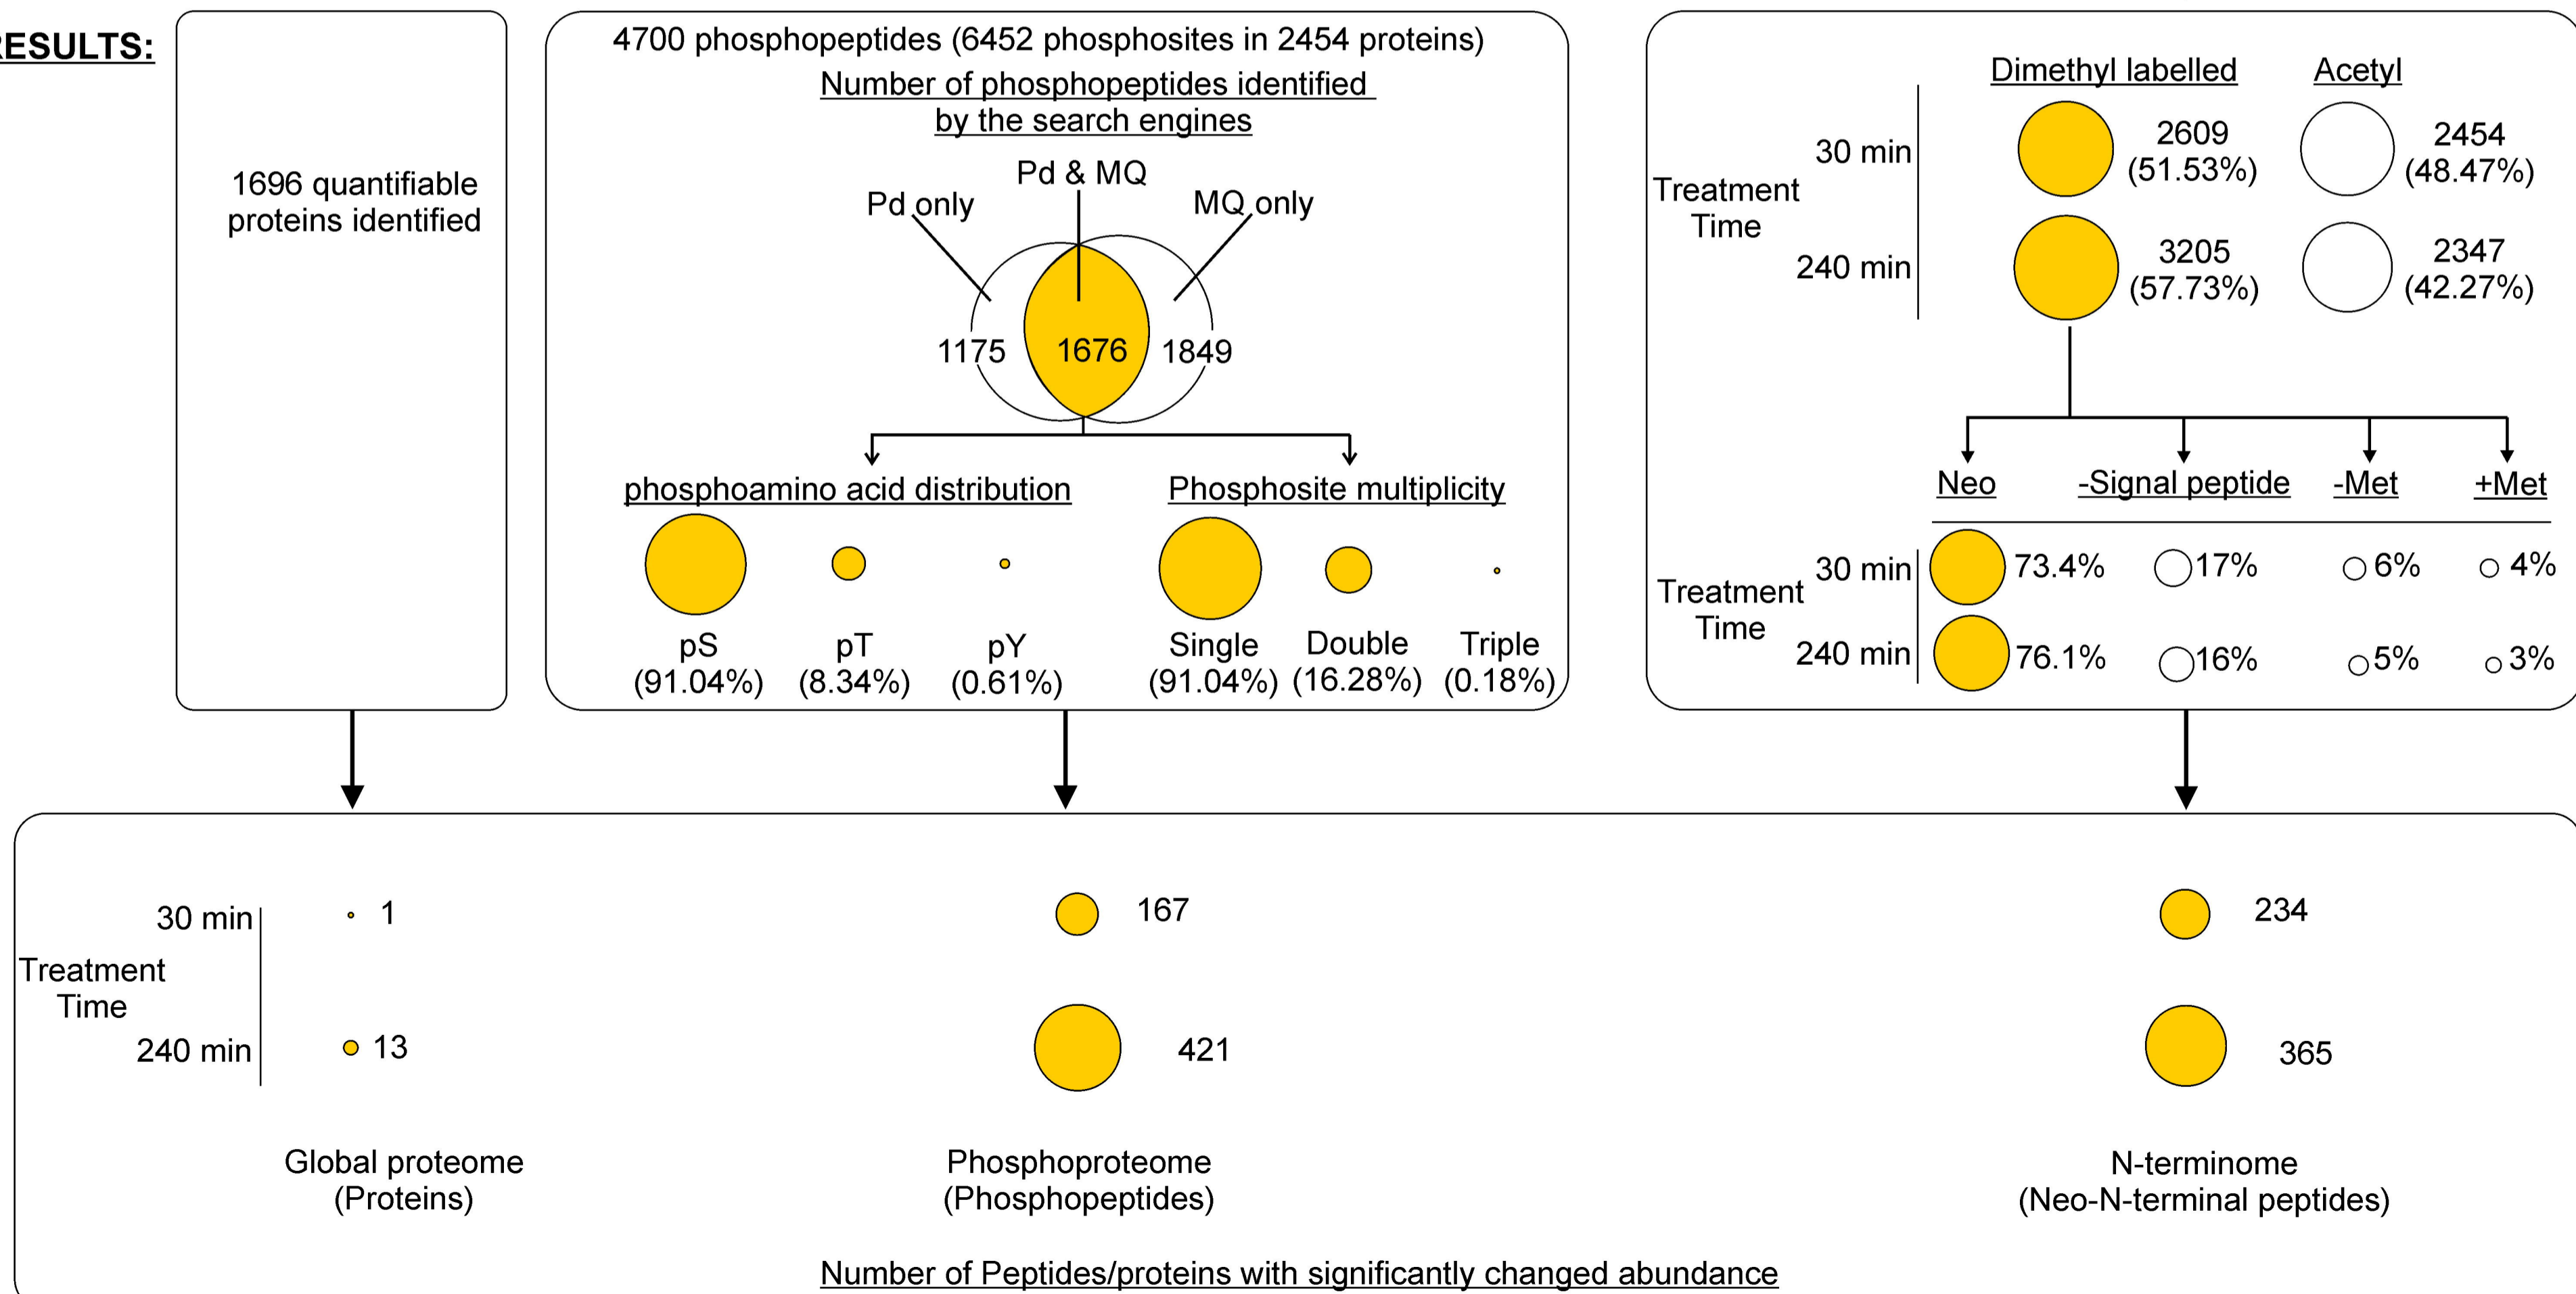 RESULTS:
1696 quantifiable
proteins identified
4700 phosphopeptides (6452 phosphosites in 2454 proteins)
Number of phosphopeptides identified
by the search engines
Pd & MQ
Pd only
MQ only
1175
1676
1849
phosphoamino acid distribution
Phosphosite multiplicity
pS
(91.04%)
pT
(8.34%)
pY
(0.61%)
Single
(91.04%)
Double
(16.28%)
Triple
(0.18%)
Dimethyl labelled
Acetyl
Treatment
Time
30 min
2609
(51.53%)
2454
(48.47%)
240 min
3205
(57.73%)
2347
(42.27%)
Neo
-Signal peptide
-Met
+Met
Treatment
Time
30 min
73.4%
17%
6%
4%
240 min
76.1%
16%
5%
3%
Treatment
Time
30 min
1
167
234
240 min
13
421
365
Global proteome
(Proteins)
Phosphoproteome
(Phosphopeptides)
N-terminome
(Neo-N-terminal peptides)
Number of Peptides/proteins with significantly changed abundance